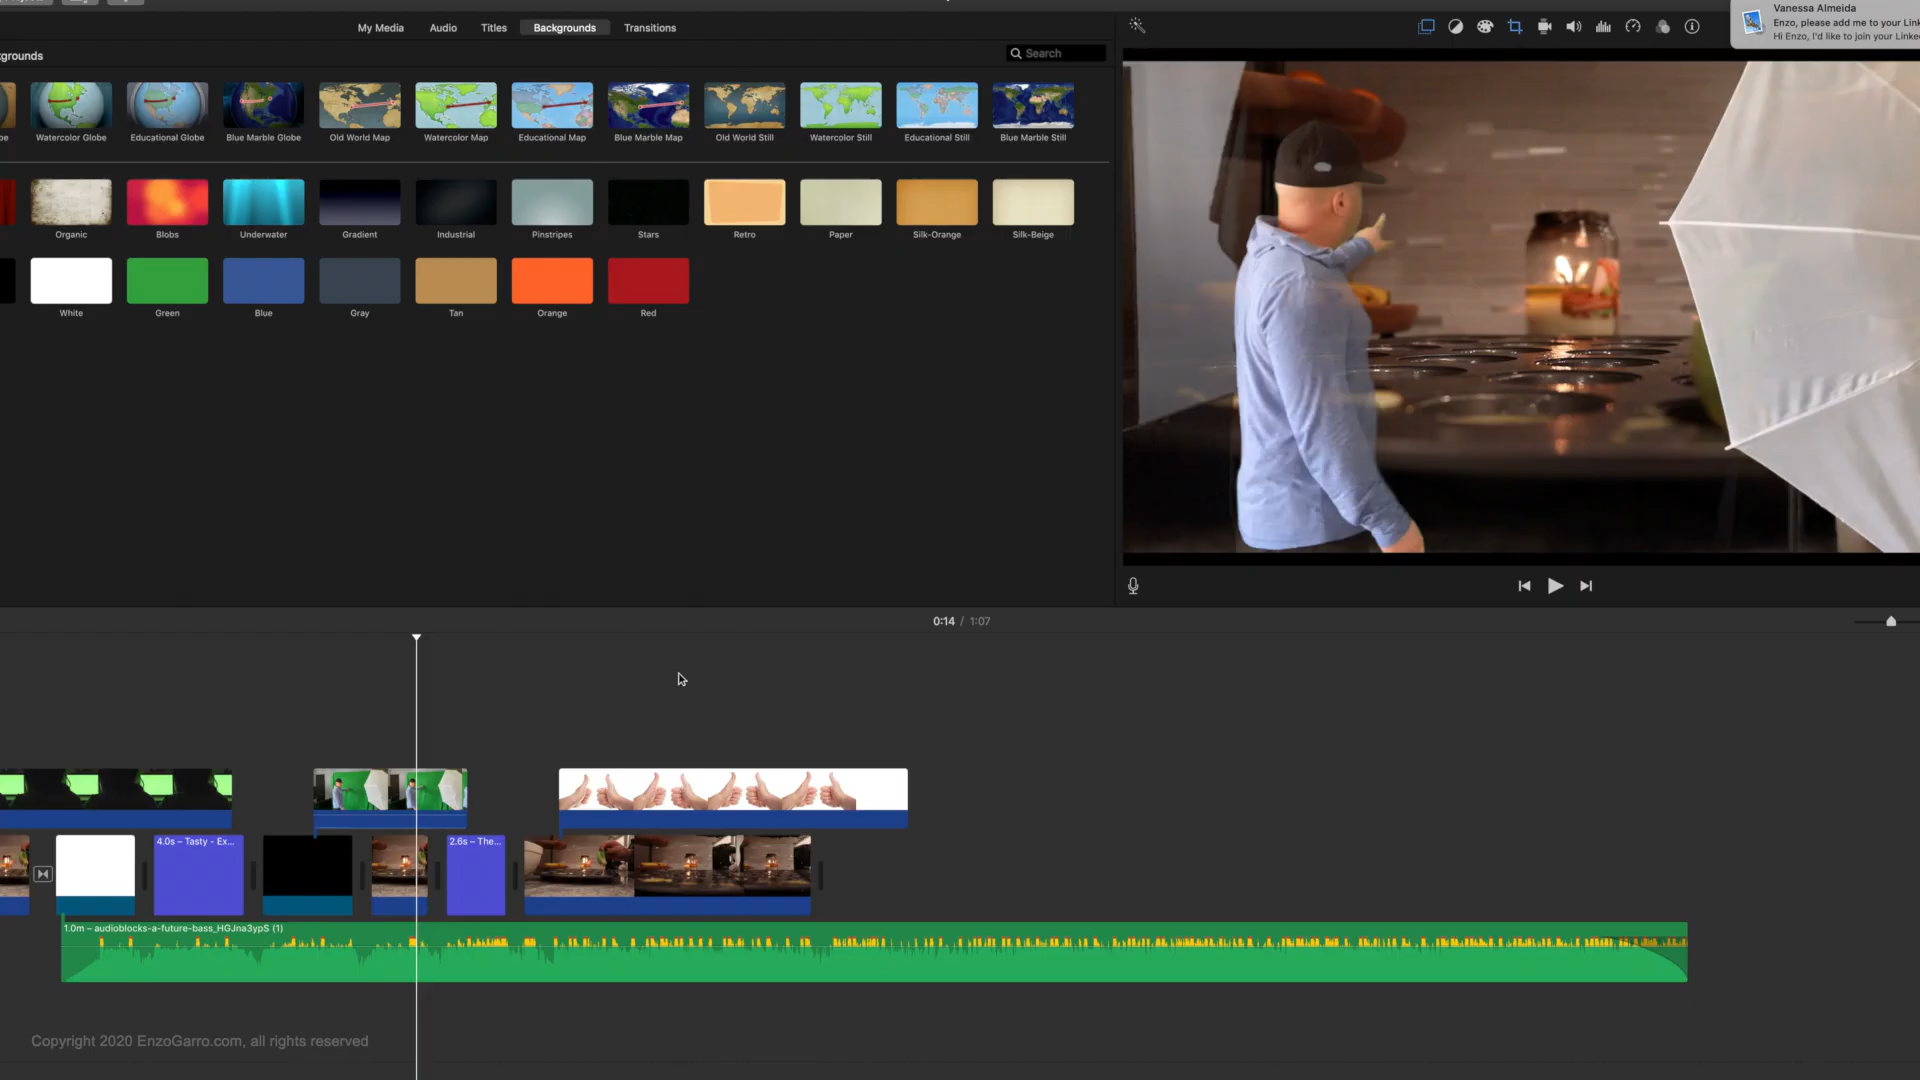 My Media Audio Titles Backgrounds Transitions
Vanessa Almeida
Enzo, please add me to your Link
Hi Enzo, I'd like to join your Linke
grounds
Search
be Watercolor Globe Educational Globe Blue Marble Globe Old World Map Watercolor Map Educational Map Blue Marble Map Old World Still Watercolor Still Educational Still Blue Marble Still
Organic Blobs Underwater Gradient Industrial Pinstripes Stars Retro Paper Silk-Orange Silk-Beige
White Green Blue Gray Tan Orange Red
0:14 / 1:07
4.0s – Tasty - Ex...
2.6s – The...
1.0m – audioblocks-a-future-bass_HGJna3ypS (1)
Copyright 2020 EnzoGarro.com, all rights reserved